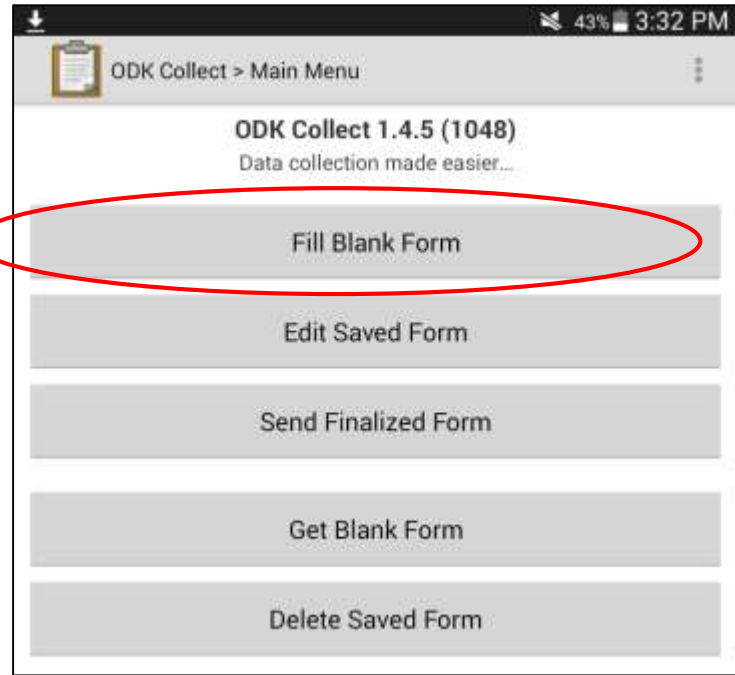 43% 3:32 PM
ODK Collect > Main Menu
ODK Collect 1.4.5 (1048)
Data collection made easier...
Fill Blank Form
Edit Saved Form
Send Finalized Form
Get Blank Form
Delete Saved Form